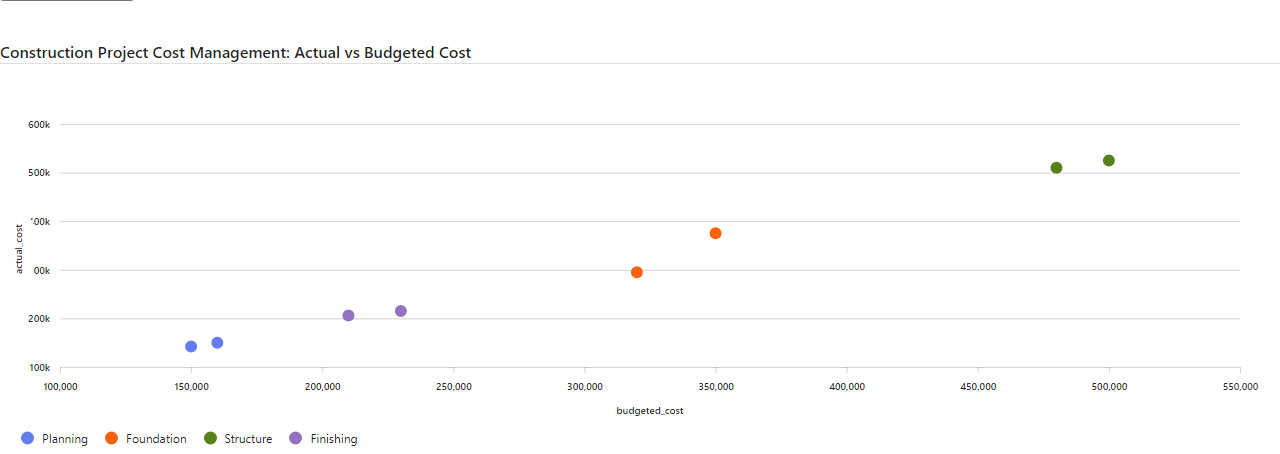 Construction Project Cost Management: Actual vs Budgeted Cost
600k
500k
00k
00k
200k
100k
actual_cost
100,000 150,000 200,000 250,000 300,000 350,000 400,000 450,000 500,000 550,000
budgeted_cost
Planning Foundation Structure Finishing